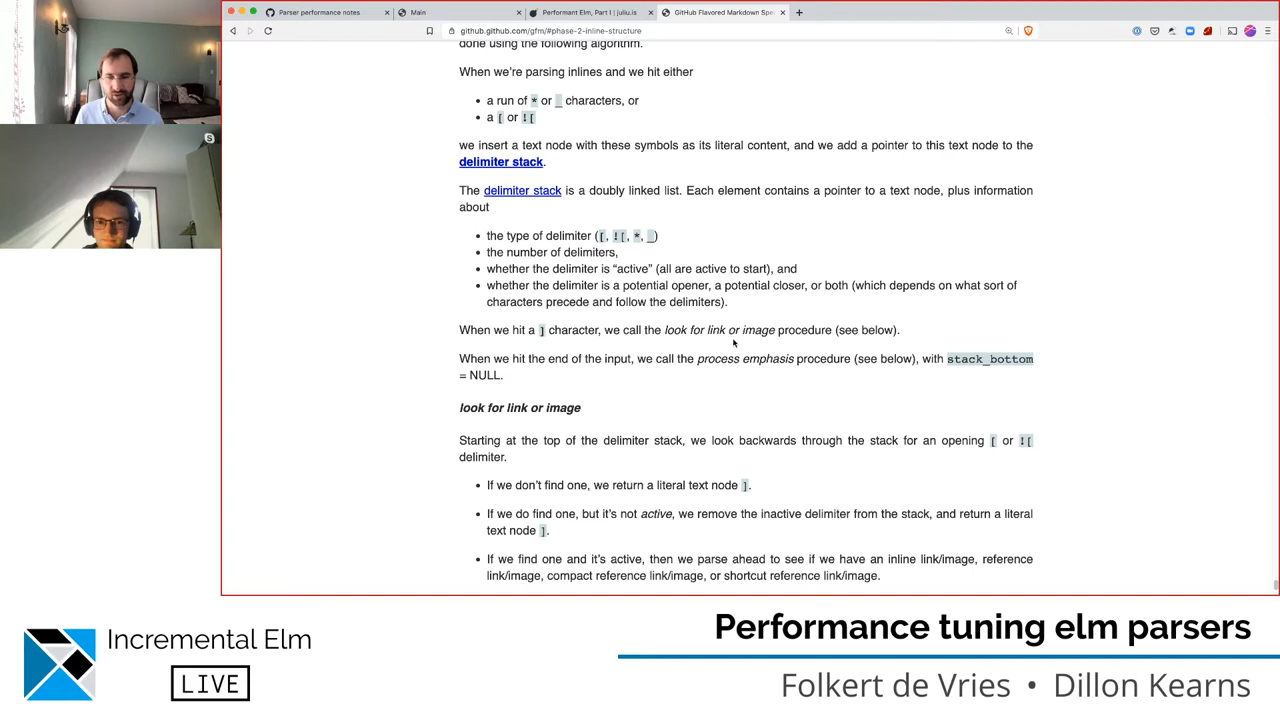 Parser performance notes
Main
Performant Elm, Part I | juliu.is
GitHub Flavored Markdown Spe
github.github.com/gfm/#phase-2-inline-structure
done using the following algorithm.
When we're parsing inlines and we hit either
• a run of * or _ characters, or
• a [ or ![
we insert a text node with these symbols as its literal content, and we add a pointer to this text node to the
delimiter stack.
The delimiter stack is a doubly linked list. Each element contains a pointer to a text node, plus information
about
• the type of delimiter ([, ![, *, _)
• the number of delimiters,
• whether the delimiter is “active” (all are active to start), and
• whether the delimiter is a potential opener, a potential closer, or both (which depends on what sort of
characters precede and follow the delimiters).
When we hit a ] character, we call the look for link or image procedure (see below).
When we hit the end of the input, we call the process emphasis procedure (see below), with stack_bottom
= NULL.
look for link or image
Starting at the top of the delimiter stack, we look backwards through the stack for an opening [ or ![
delimiter.
• If we don't find one, we return a literal text node ].
• If we do find one, but it's not active, we remove the inactive delimiter from the stack, and return a literal
text node ].
• If we find one and it's active, then we parse ahead to see if we have an inline link/image, reference
link/image, compact reference link/image, or shortcut reference link/image.
Incremental Elm
LIVE
Performance tuning elm parsers
Folkert de Vries • Dillon Kearns